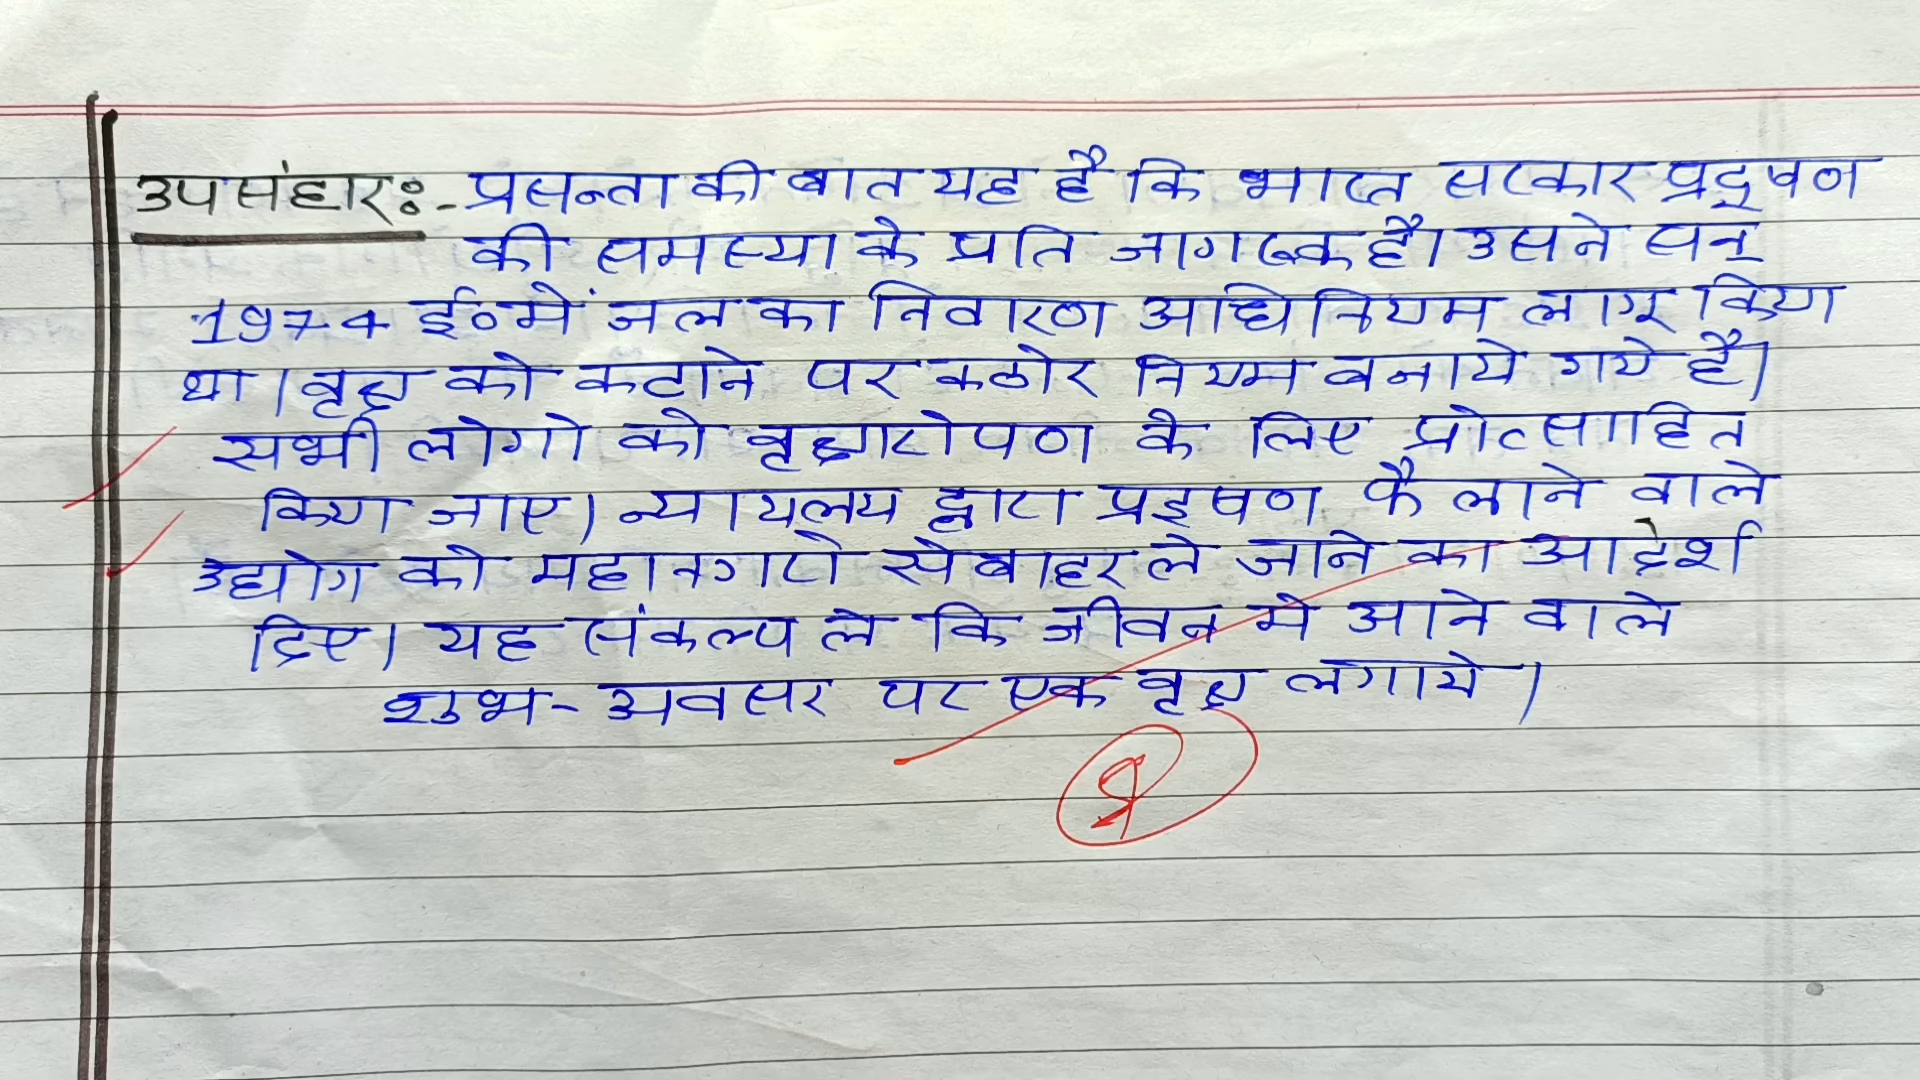 उपसंहार:- प्रसन्ता की बात यह है कि भारत सरकार प्रदूषण
की समस्या के प्रति जागरुक है। उसने सन्
1974 ई० में जल का निवारण अधिनियम लागू किया
था। वृक्ष को कटाने पर कठोर नियम बनाये गये है।
सभी लोगो को वृक्षारोपण के लिए प्रोत्साहित
किया जाए। न्यायलय द्वारा प्रदुषण फैलाने वाले
उद्योग को महानगरो से बाहर ले जाने का आदेर्श
दिए। यह संकल्प ले कि जीवन मे आने वाले
शुभ-अवसर पर एक वृक्ष लगाये।